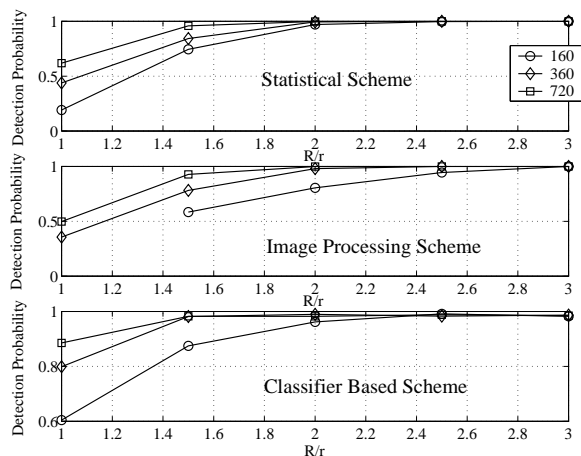 1
0.5
0
Detection Probability
Statistical Scheme
160
360
720
1 1.2 1.4 1.6 1.8 2 2.2 2.4 2.6 2.8 3
R/r
1
0.5
0
Detection Probability
Image Processing Scheme
1 1.2 1.4 1.6 1.8 2 2.2 2.4 2.6 2.8 3
R/r
1
0.8
0.6
Detection Probability
Classifier Based Scheme
1 1.2 1.4 1.6 1.8 2 2.2 2.4 2.6 2.8 3